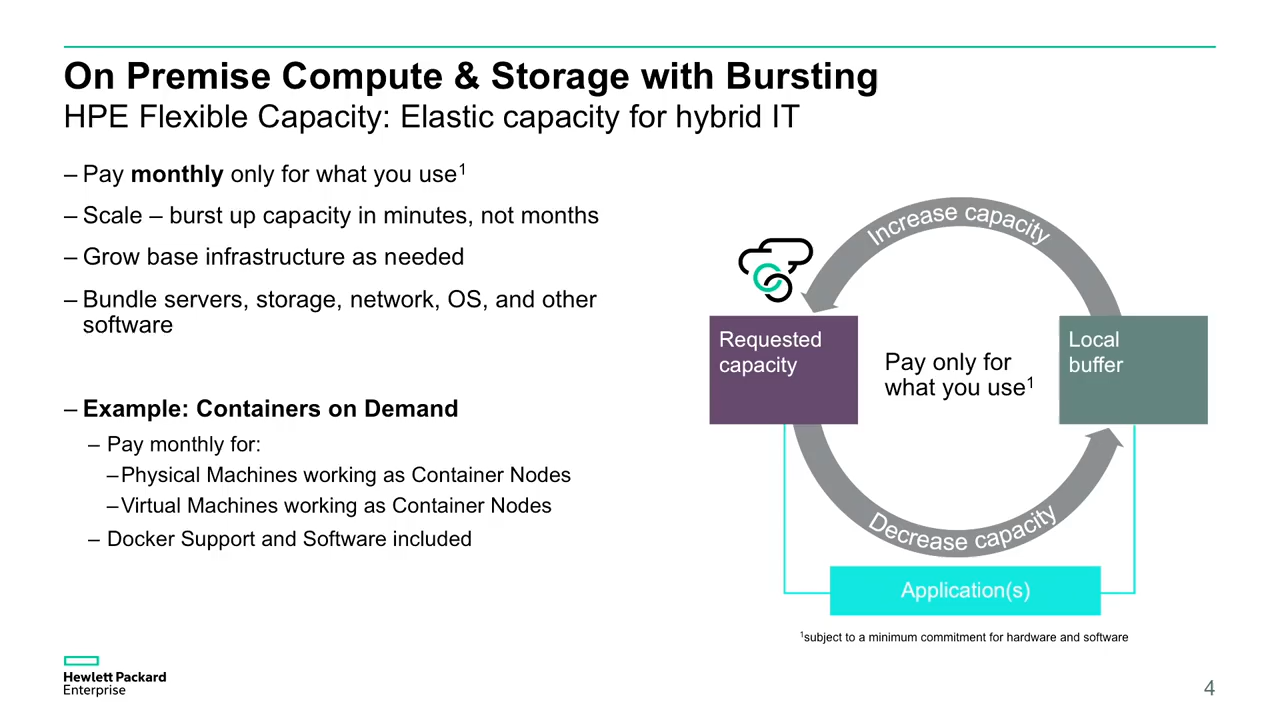 On Premise Compute & Storage with Bursting
HPE Flexible Capacity: Elastic capacity for hybrid IT
– Pay monthly only for what you use¹
– Scale – burst up capacity in minutes, not months
– Grow base infrastructure as needed
– Bundle servers, storage, network, OS, and other
software
– Example: Containers on Demand
– Pay monthly for:
– Physical Machines working as Container Nodes
– Virtual Machines working as Container Nodes
– Docker Support and Software included
Increase capacity
Requested
capacity
Pay only for
what you use¹
Local
buffer
Decrease capacity
Application(s)
¹subject to a minimum commitment for hardware and software
Hewlett Packard
Enterprise
4